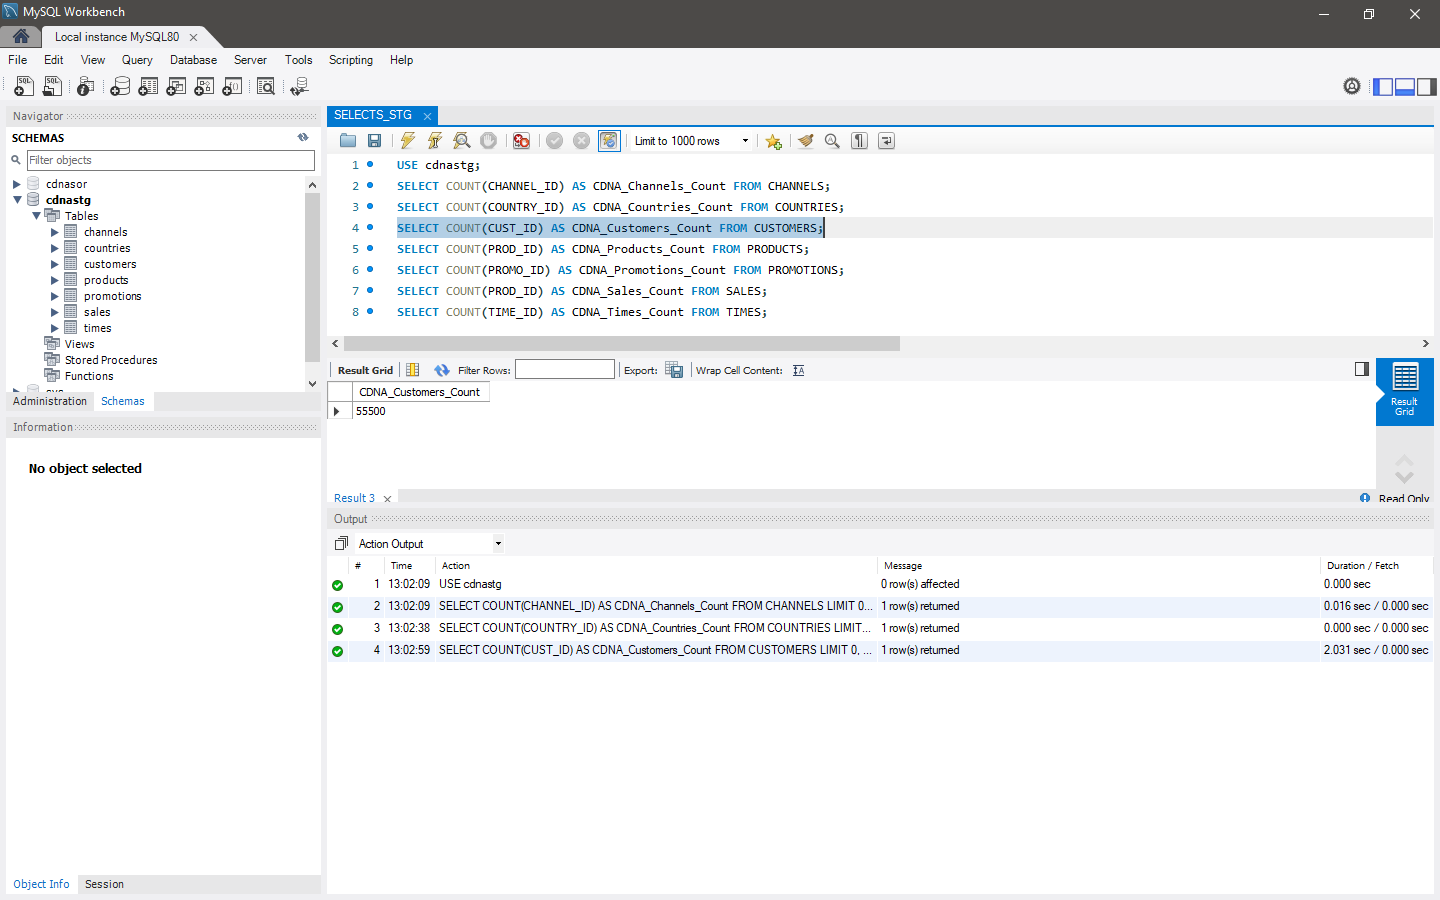 MySQL Workbench
Local instance MySQL80
File Edit View Query Database Server Tools Scripting Help
Navigator
SCHEMAS
Filter objects
cdnasor
cdnastg
Tables
channels
countries
customers
products
promotions
sales
times
Views
Stored Procedures
Functions
Administration Schemas
Information
No object selected
Object Info Session
SELECTS_STG
Limit to 1000 rows
1 USE cdnastg;
2 SELECT COUNT(CHANNEL_ID) AS CDNA_Channels_Count FROM CHANNELS;
3 SELECT COUNT(COUNTRY_ID) AS CDNA_Countries_Count FROM COUNTRIES;
4 SELECT COUNT(CUST_ID) AS CDNA_Customers_Count FROM CUSTOMERS;
5 SELECT COUNT(PROD_ID) AS CDNA_Products_Count FROM PRODUCTS;
6 SELECT COUNT(PROMO_ID) AS CDNA_Promotions_Count FROM PROMOTIONS;
7 SELECT COUNT(PROD_ID) AS CDNA_Sales_Count FROM SALES;
8 SELECT COUNT(TIME_ID) AS CDNA_Times_Count FROM TIMES;
Result Grid Filter Rows: Export: Wrap Cell Content:
CDNA_Customers_Count
55500
Result Grid
Result 3
Read Only
Output
Action Output
# Time Action Message Duration / Fetch
1 13:02:09 USE cdnastg 0 row(s) affected 0.000 sec
2 13:02:09 SELECT COUNT(CHANNEL_ID) AS CDNA_Channels_Count FROM CHANNELS LIMIT 0... 1 row(s) returned 0.016 sec / 0.000 sec
3 13:02:38 SELECT COUNT(COUNTRY_ID) AS CDNA_Countries_Count FROM COUNTRIES LIMIT... 1 row(s) returned 0.000 sec / 0.000 sec
4 13:02:59 SELECT COUNT(CUST_ID) AS CDNA_Customers_Count FROM CUSTOMERS LIMIT 0, ... 1 row(s) returned 2.031 sec / 0.000 sec